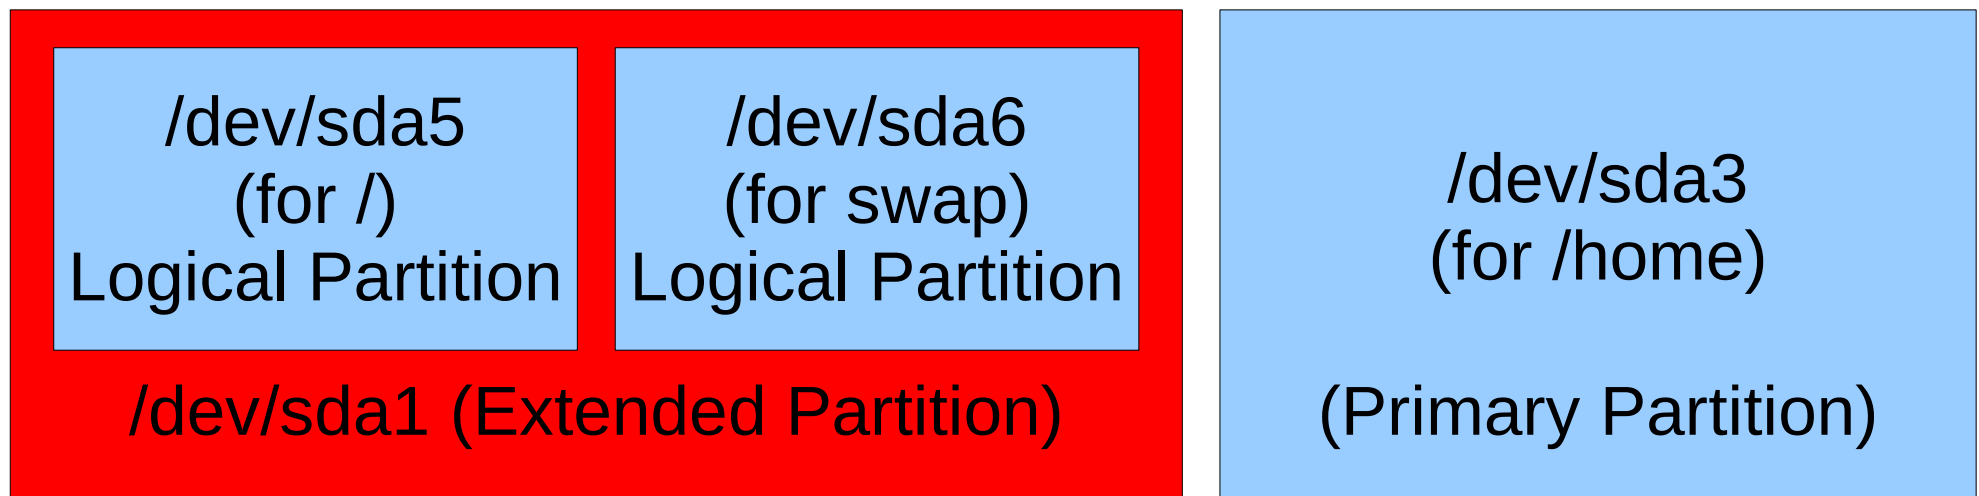 /dev/sda5
(for /)
Logical Partition
/dev/sda6
(for swap)
Logical Partition
/dev/sda1 (Extended Partition)
/dev/sda3
(for /home)
(Primary Partition)